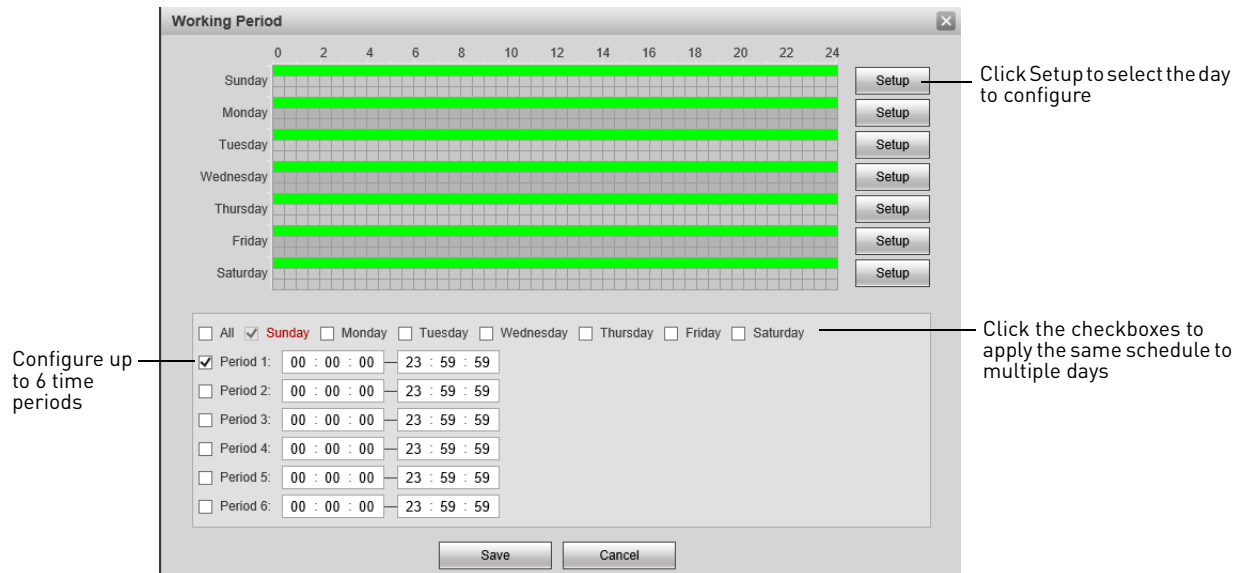 Working Period
0 2 4 6 8 10 12 14 16 18 20 22 24
Sunday Setup
Monday Setup
Tuesday Setup
Wednesday Setup
Thursday Setup
Friday Setup
Saturday Setup
Click Setup to select the day
to configure
All Sunday Monday Tuesday Wednesday Thursday Friday Saturday
Click the checkboxes to
apply the same schedule to
multiple days
Configure up
to 6 time
periods
Period 1: 00 : 00 : 00 — 23 : 59 : 59
Period 2: 00 : 00 : 00 — 23 : 59 : 59
Period 3: 00 : 00 : 00 — 23 : 59 : 59
Period 4: 00 : 00 : 00 — 23 : 59 : 59
Period 5: 00 : 00 : 00 — 23 : 59 : 59
Period 6: 00 : 00 : 00 — 23 : 59 : 59
Save Cancel